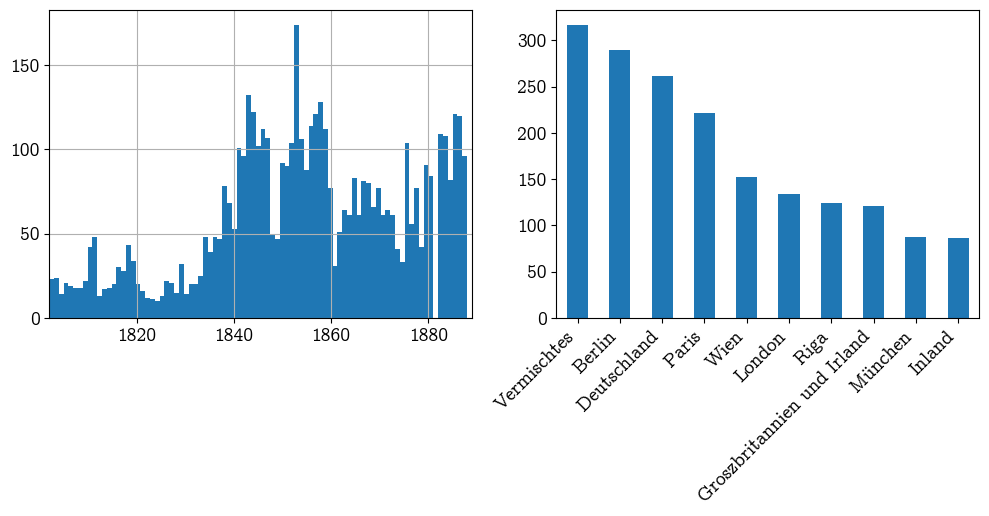 150
100
50
0
1820 1840 1860 1880
300
250
200
150
100
50
0
Vermischtes
Berlin
Deutschland
Paris
Wien
London
Riga
Groszbritannien und Irland
München
Inland